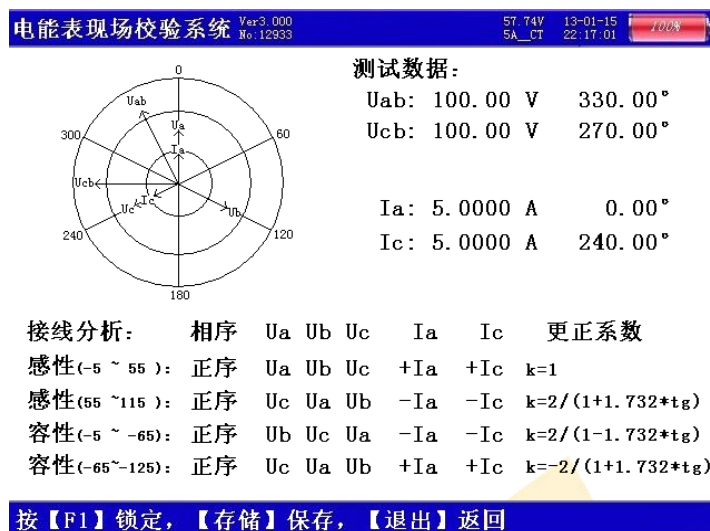 电能表现场校验系统 Ver3.000 No:12933 57.74V 5A__CT 13-01-15 22:17:01 100%
测试数据:
Uab: 100.00 V 330.00°
Ucb: 100.00 V 270.00°
Ia: 5.0000 A 0.00°
Ic: 5.0000 A 240.00°
0
Uab
Ua
300
60
Ia
Ucb
Uc
Ic
Ub
240
120
180
接线分析: 相序 Ua Ub Uc Ia Ic 更正系数
感性(-5 ~ 55 ): 正序 Ua Ub Uc +Ia +Ic k=1
感性(55 ~115 ): 正序 Uc Ua Ub -Ia -Ic k=2/(1+1.732*tg)
容性(-5 ~ -65): 正序 Ub Uc Ua -Ia -Ic k=2/(1-1.732*tg)
容性(-65~-125): 正序 Uc Ua Ub +Ia +Ic k=-2/(1+1.732*tg)
按【F1】锁定，【存储】保存，【退出】返回